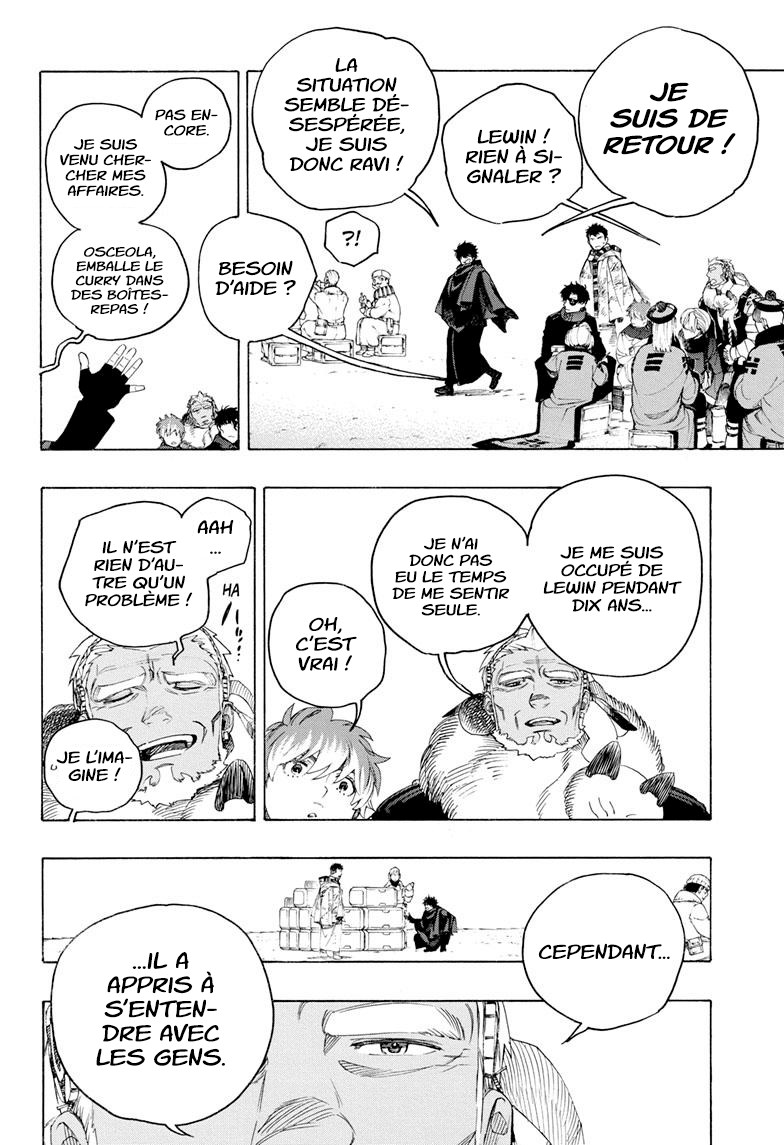 JE
SUIS DE
RETOUR !
LEWIN !
RIEN À SI-
GNALER ?
LA
SITUATION
SEMBLE DÉ-
SESPÉRÉE,
JE SUIS
DONC RAVI !
?!
BESOIN
D'AIDE ?
PAS EN-
CORE.
JE SUIS
VENU CHER-
CHER MES
AFFAIRES.
OSCEOLA,
EMBALLE LE
CURRY DANS
DES BOÎTES-
REPAS !
JE ME SUIS
OCCUPÉ DE
LEWIN PENDANT
DIX ANS...
JE N'AI
DONC PAS
EU LE TEMPS
DE ME SENTIR
SEULE.
OH,
C'EST
VRAI !
AAH
...
IL N'EST
RIEN D'AU-
TRE QU'UN
PROBLÈME !
HA
JE L'IMA-
GINE !
CEPENDANT...
...IL A
APPRIS À
S'ENTEN-
DRE AVEC
LES GENS.